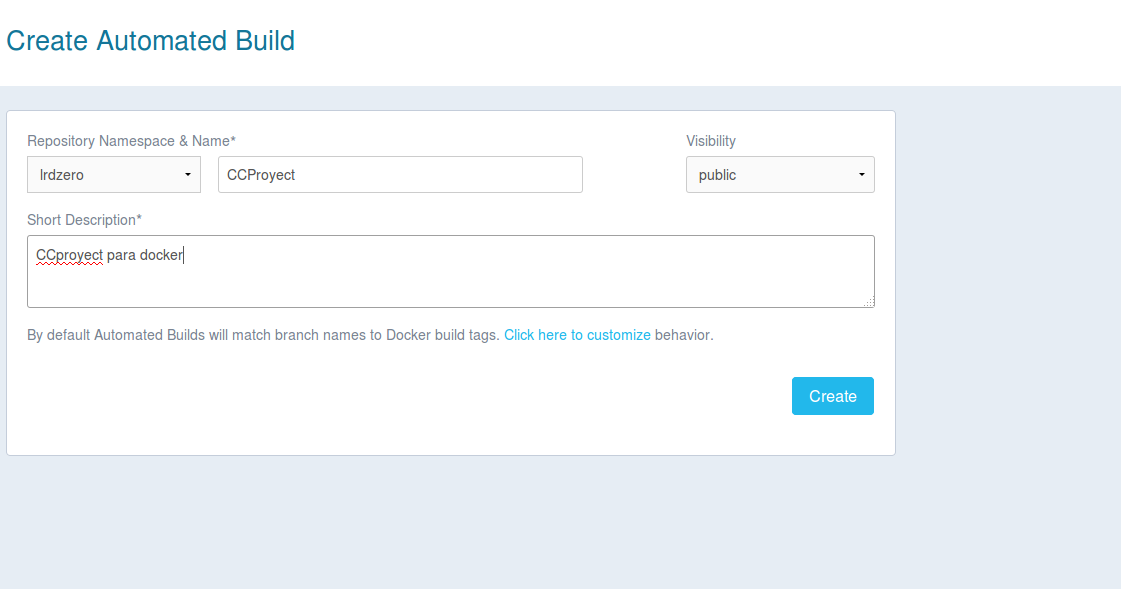 Create Automated Build
Repository Namespace & Name* Visibility
lrdzero CCProyect public
Short Description*
CCproyect para docker
By default Automated Builds will match branch names to Docker build tags. Click here to customize behavior.
Create